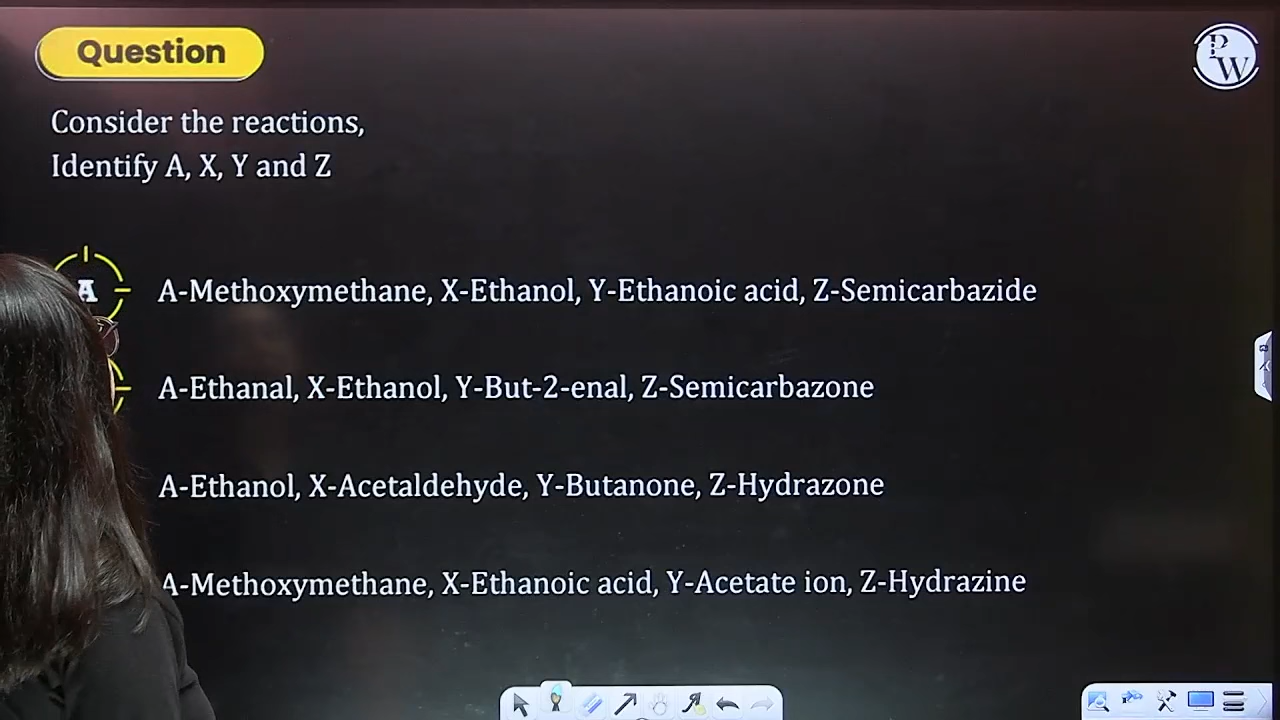 Question
PW
Consider the reactions,
Identify A, X, Y and Z
A
A-Methoxymethane, X-Ethanol, Y-Ethanoic acid, Z-Semicarbazide
A-Ethanal, X-Ethanol, Y-But-2-enal, Z-Semicarbazone
A-Ethanol, X-Acetaldehyde, Y-Butanone, Z-Hydrazone
A-Methoxymethane, X-Ethanoic acid, Y-Acetate ion, Z-Hydrazine